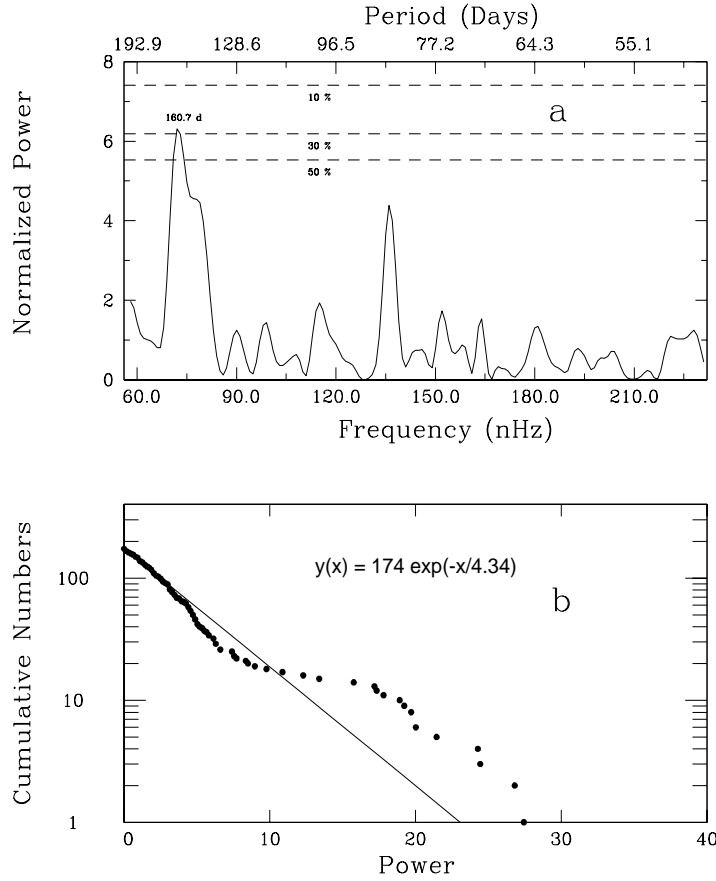 Period (Days)
192.9 128.6 96.5 77.2 64.3 55.1
8
10 %
a
160.7 d
6
30 %
50 %
Normalized Power
4
2
0
60.0 90.0 120.0 150.0 180.0 210.0
Frequency (nHz)
y(x) = 174 exp(-x/4.34)
100
b
Cumulative Numbers
10
1
0 10 20 30 40
Power